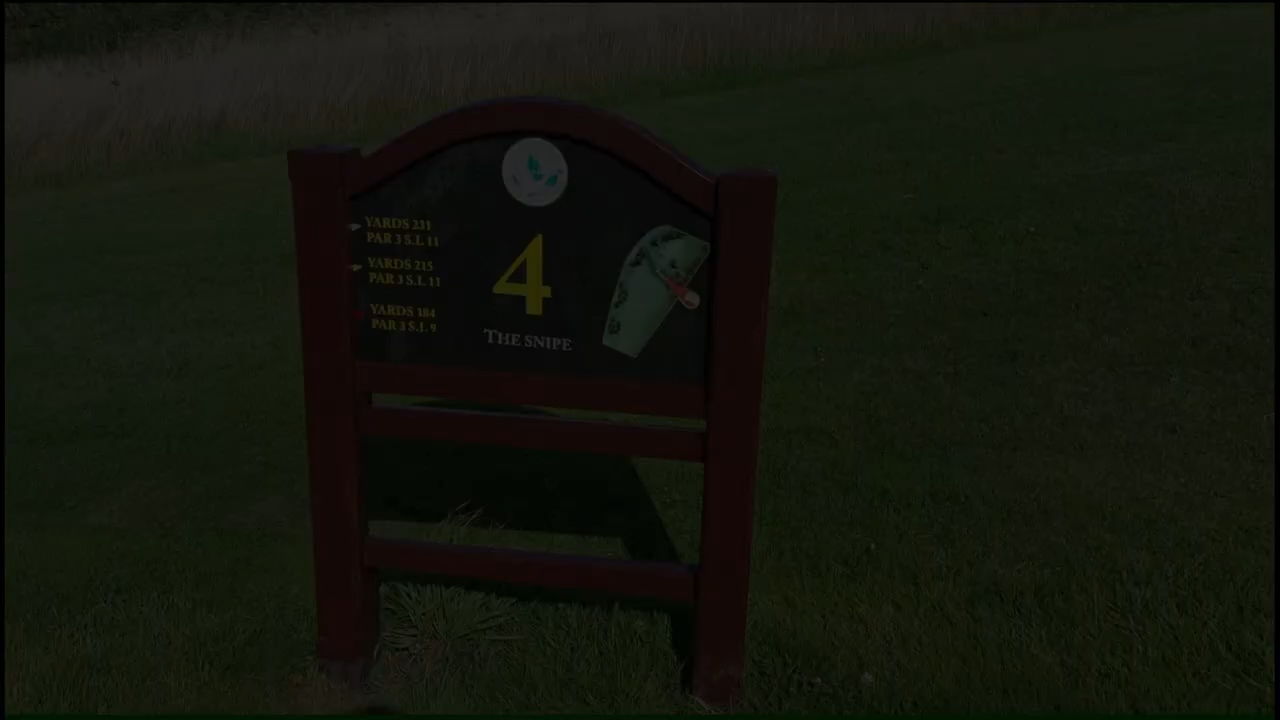 YARDS 231
PAR 3 S.I. 11
YARDS 215
PAR 3 S.I. 11
YARDS 184
PAR 3 S.I. 9
4
THE SNIPE